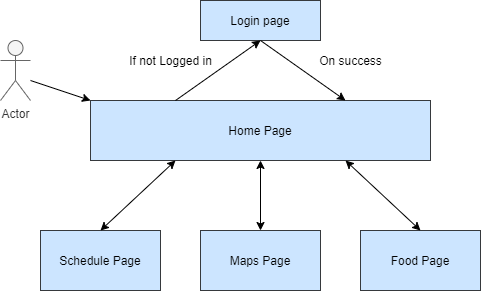 Login page
If not Logged in
On success
Actor
Home Page
Schedule Page
Maps Page
Food Page